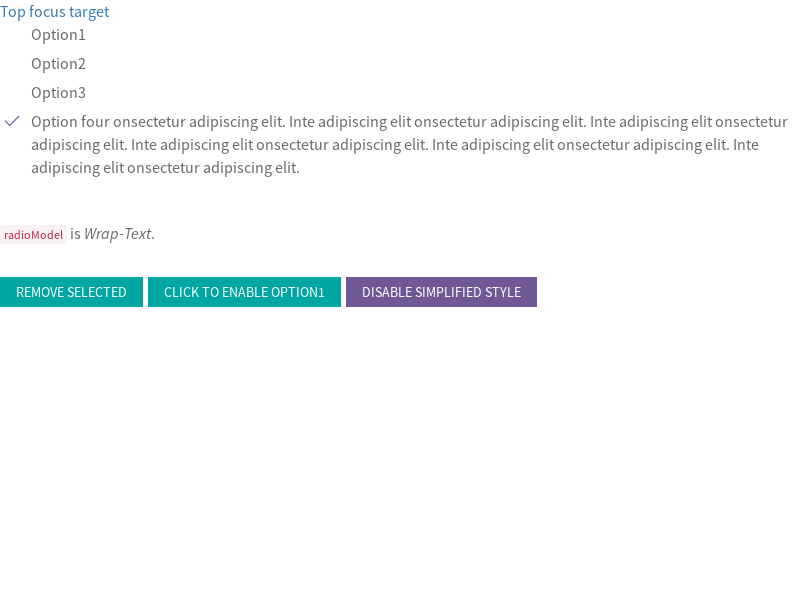 Top focus target
Option1
Option2
Option3
Option four onsectetur adipiscing elit. Inte adipiscing elit onsectetur adipiscing elit. Inte adipiscing elit onsectetur
adipiscing elit. Inte adipiscing elit onsectetur adipiscing elit. Inte adipiscing elit onsectetur adipiscing elit. Inte
adipiscing elit onsectetur adipiscing elit.
radioModel is Wrap-Text.
REMOVE SELECTED CLICK TO ENABLE OPTION1 DISABLE SIMPLIFIED STYLE